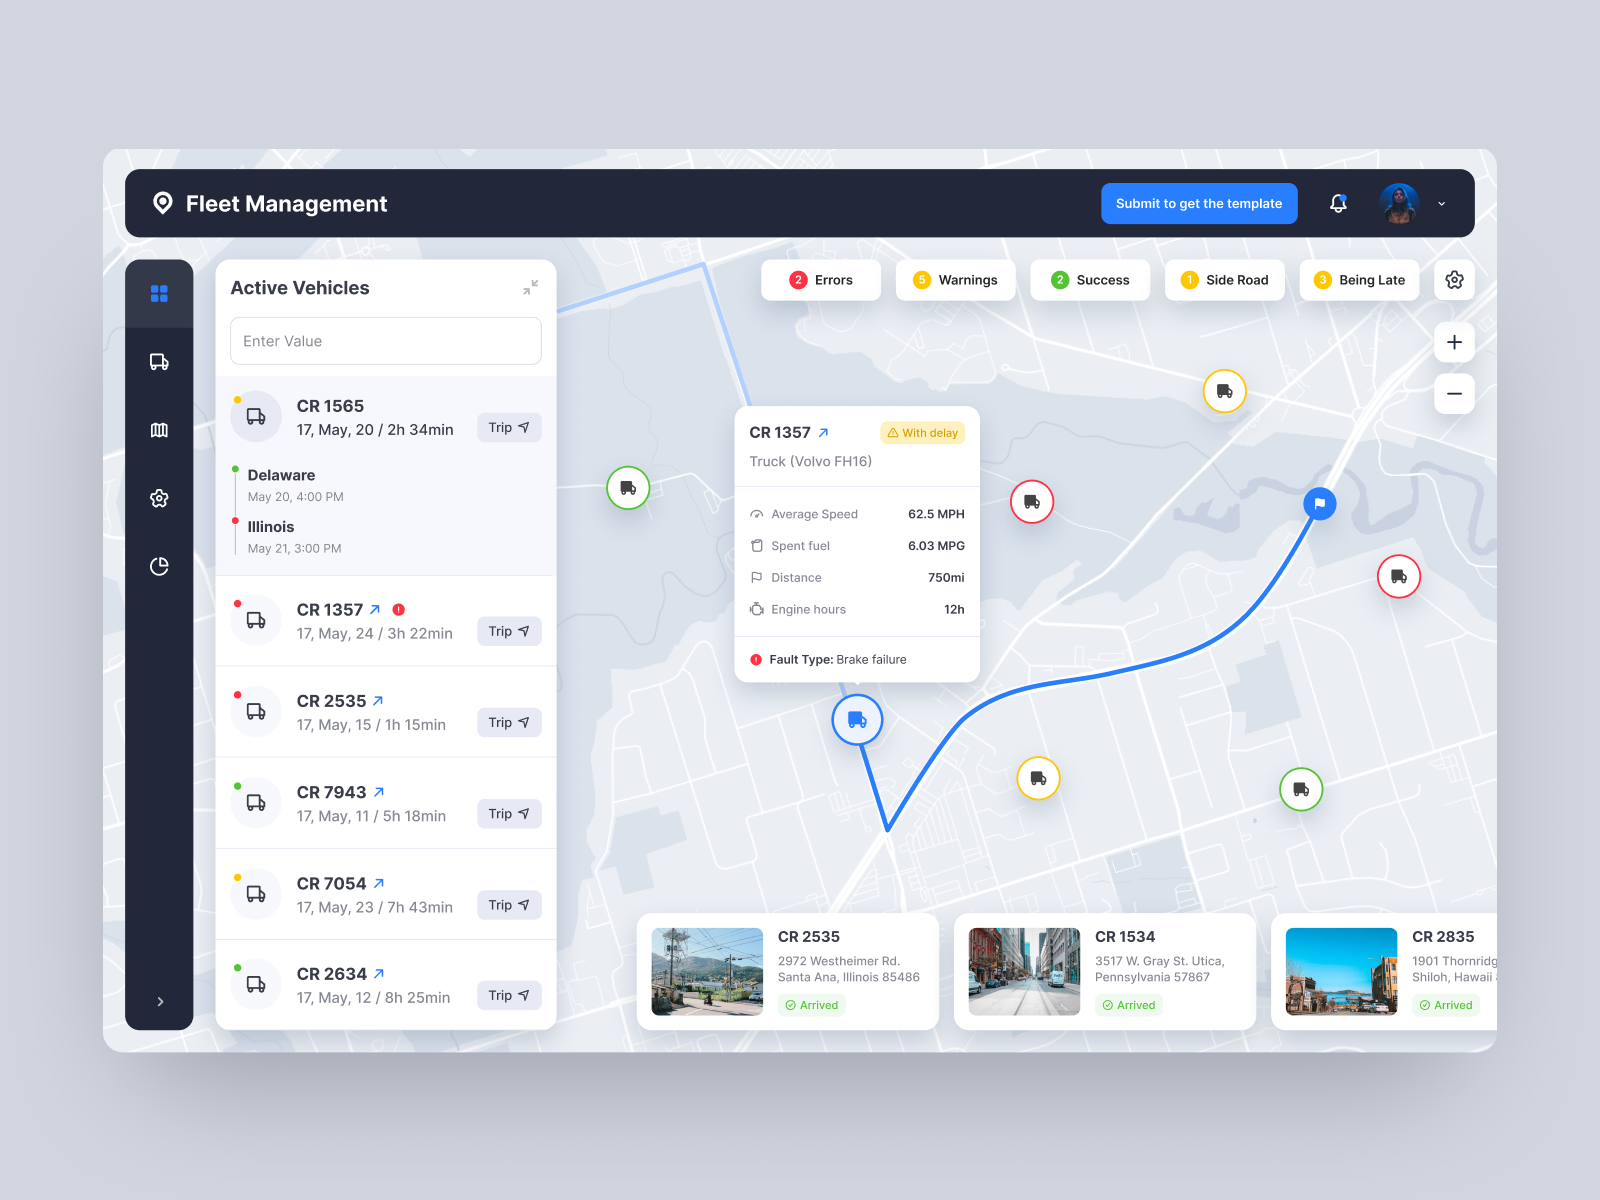 Fleet Management
Submit to get the template
Active Vehicles
Enter Value
CR 1565
17, May, 20 / 2h 34min
Trip
Delaware
May 20, 4:00 PM
Illinois
May 21, 3:00 PM
CR 1357
17, May, 24 / 3h 22min
Trip
CR 2535
17, May, 15 / 1h 15min
Trip
CR 7943
17, May, 11 / 5h 18min
Trip
CR 7054
17, May, 23 / 7h 43min
Trip
CR 2634
17, May, 12 / 8h 25min
Trip
2 Errors
5 Warnings
2 Success
1 Side Road
3 Being Late
CR 1357
With delay
Truck (Volvo FH16)
Average Speed 62.5 MPH
Spent fuel 6.03 MPG
Distance 750mi
Engine hours 12h
Fault Type: Brake failure
CR 2535
2972 Westheimer Rd.
Santa Ana, Illinois 85486
Arrived
CR 1534
3517 W. Gray St. Utica,
Pennsylvania 57867
Arrived
CR 2835
1901 Thornridg
Shiloh, Hawaii
Arrived